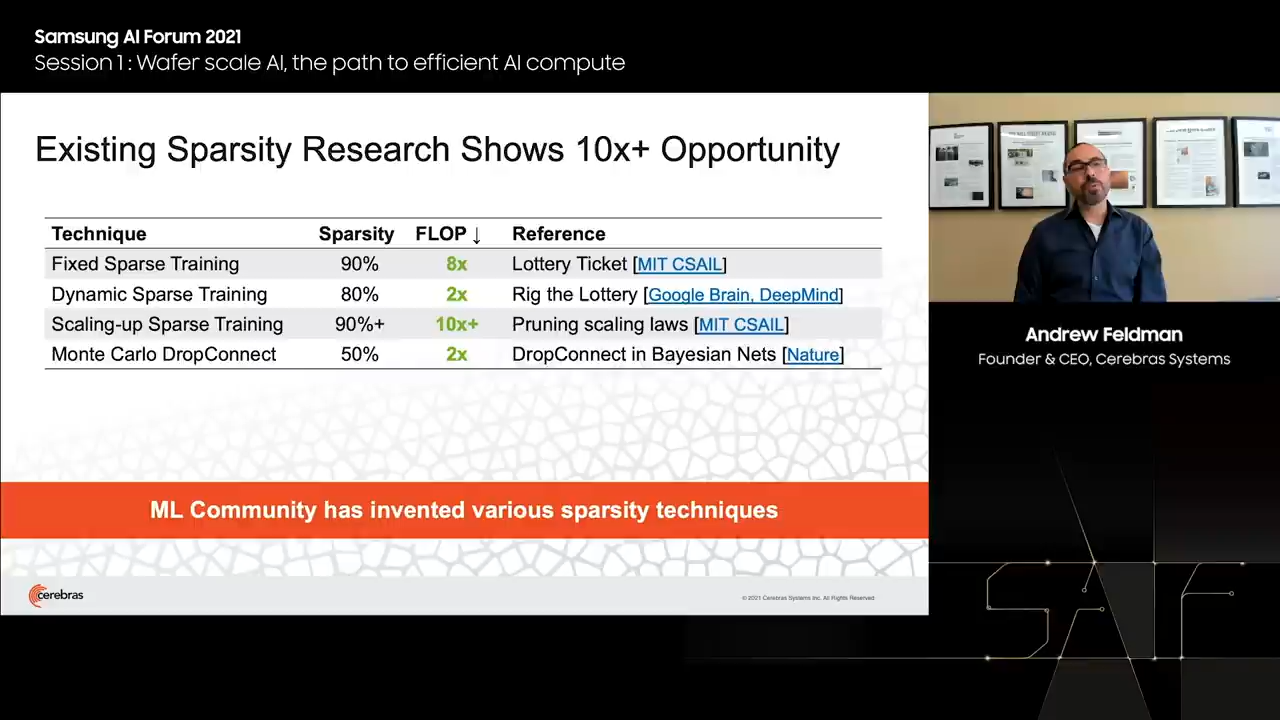 Samsung AI Forum 2021
Session 1 : Wafer scale AI, the path to efficient AI compute
Existing Sparsity Research Shows 10x+ Opportunity
Technique Sparsity FLOP ↓ Reference
Fixed Sparse Training 90% 8x Lottery Ticket [MIT CSAIL]
Dynamic Sparse Training 80% 2x Rig the Lottery [Google Brain, DeepMind]
Scaling-up Sparse Training 90%+ 10x+ Pruning scaling laws [MIT CSAIL]
Monte Carlo DropConnect 50% 2x DropConnect in Bayesian Nets [Nature]
ML Community has invented various sparsity techniques
cerebras
© 2021 Cerebras Systems Inc. All Rights Reserved
Andrew Feldman
Founder & CEO, Cerebras Systems
SAIF